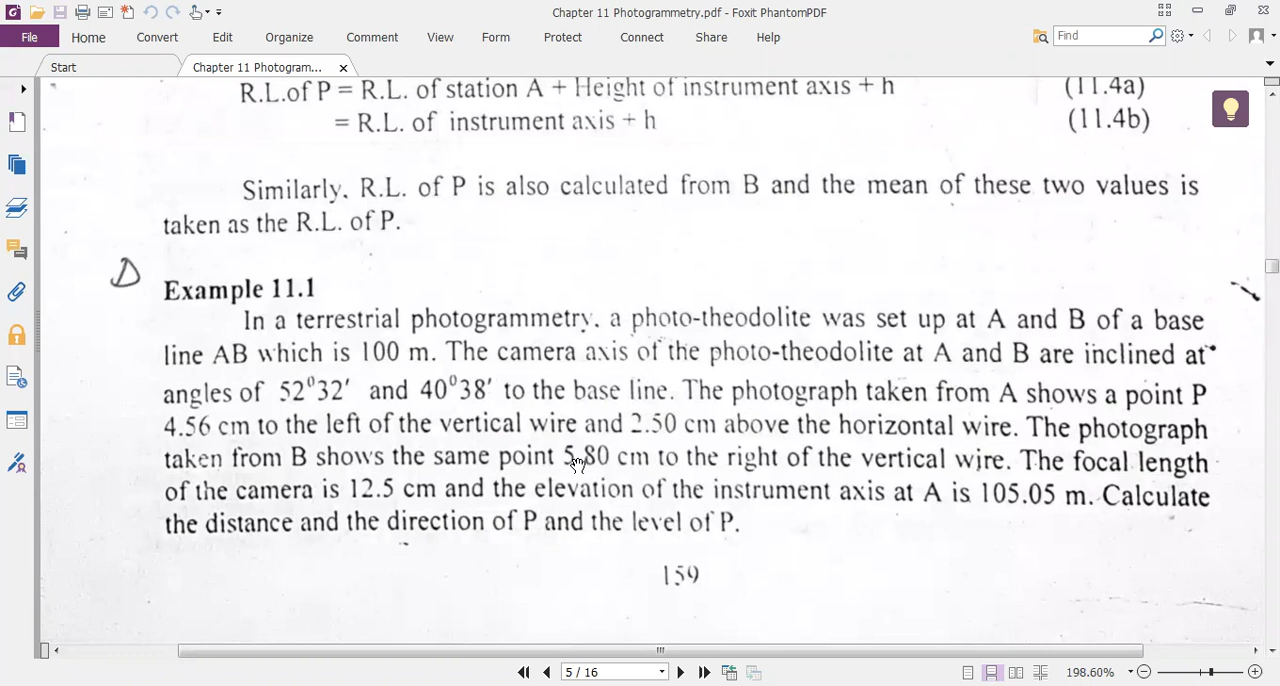 Chapter 11 Photogrammetry.pdf - Foxit PhantomPDF
File Home Convert Edit Organize Comment View Form Protect Connect Share Help Find
Start Chapter 11 Photogram...
R.L.of P = R.L. of station A + Height of instrument axis + h (11.4a)
= R.L. of instrument axis + h (11.4b)
Similarly, R.L. of P is also calculated from B and the mean of these two values is
taken as the R.L. of P.
D
Example 11.1
In a terrestrial photogrammetry, a photo-theodolite was set up at A and B of a base
line AB which is 100 m. The camera axis of the photo-theodolite at A and B are inclined at
angles of 52⁰32′ and 40⁰38′ to the base line. The photograph taken from A shows a point P
4.56 cm to the left of the vertical wire and 2.50 cm above the horizontal wire. The photograph
taken from B shows the same point 5.80 cm to the right of the vertical wire. The focal length
of the camera is 12.5 cm and the elevation of the instrument axis at A is 105.05 m. Calculate
the distance and the direction of P and the level of P.
159
5 / 16 198.60%